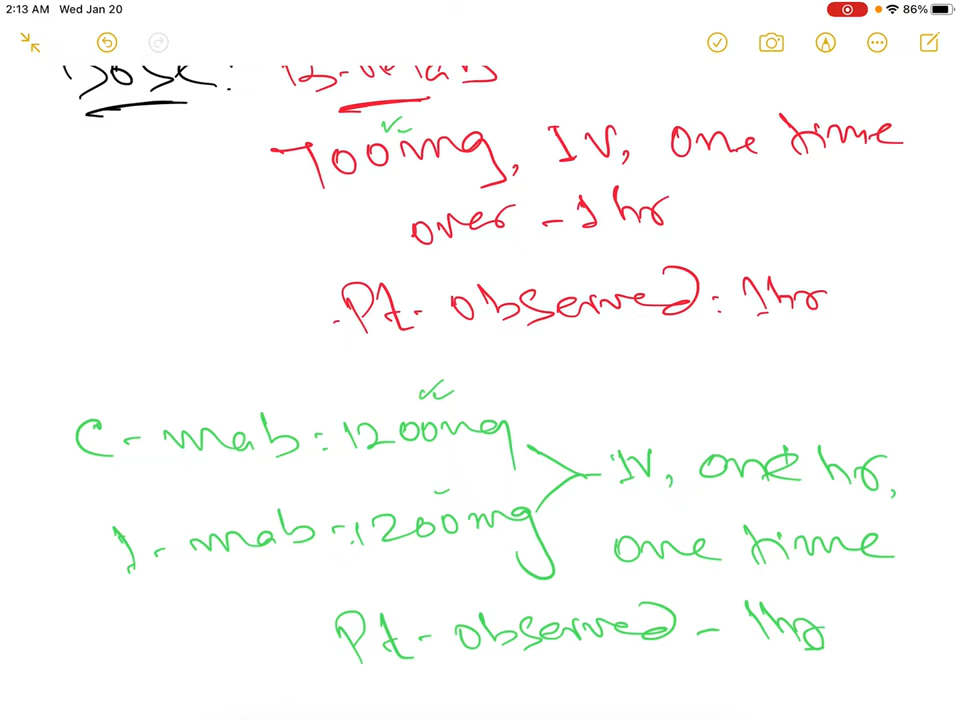 2:13 AM Wed Jan 20 86%
Dose:
700mg, IV, one time
over - 1 hr
Pt. observed: 1hr
C- mab: 1200mg
I- mab: 1200mg
IV, one hr,
one time
Pt- observed - 1hr